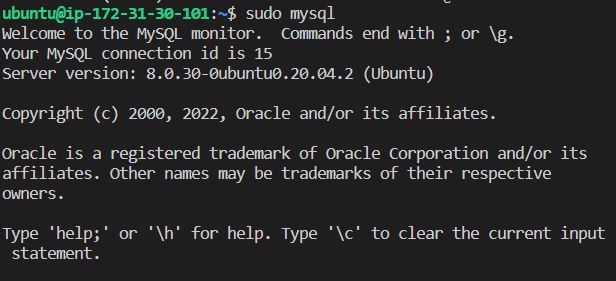 ubuntu@ip-172-31-30-101:~$ sudo mysql
Welcome to the MySQL monitor.  Commands end with ; or \g.
Your MySQL connection id is 15
Server version: 8.0.30-0ubuntu0.20.04.2 (Ubuntu)

Copyright (c) 2000, 2022, Oracle and/or its affiliates.

Oracle is a registered trademark of Oracle Corporation and/or its
affiliates. Other names may be trademarks of their respective
owners.

Type 'help;' or '\h' for help. Type '\c' to clear the current input
 statement.